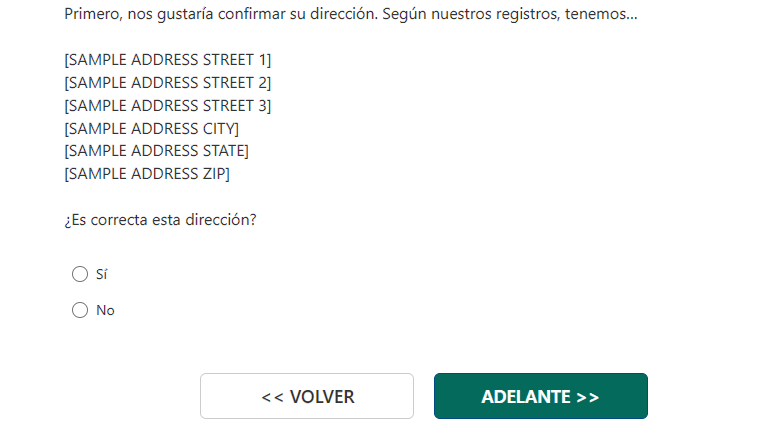 Primero, nos gustaría confirmar su dirección. Según nuestros registros, tenemos...
[SAMPLE ADDRESS STREET 1]
[SAMPLE ADDRESS STREET 2]
[SAMPLE ADDRESS STREET 3]
[SAMPLE ADDRESS CITY]
[SAMPLE ADDRESS STATE]
[SAMPLE ADDRESS ZIP]
¿Es correcta esta dirección?
Sí
No
<< VOLVER
ADELANTE >>